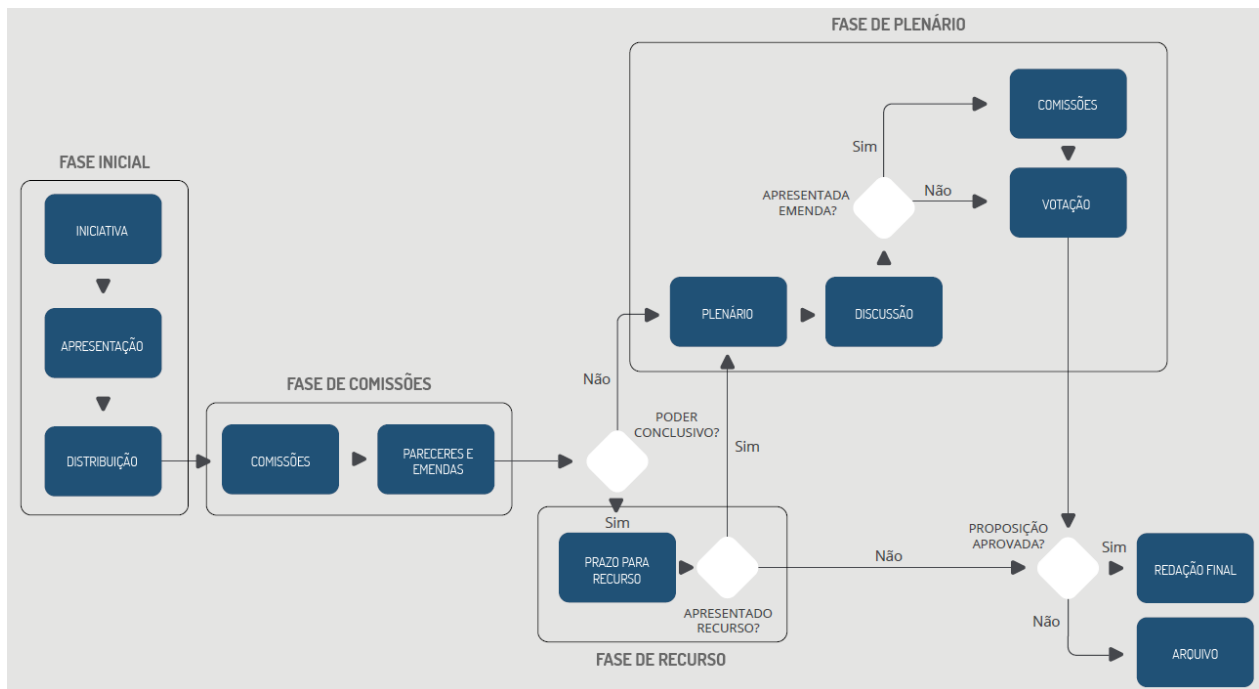 FASE INICIAL
INICIATIVA
APRESENTAÇÃO
DISTRIBUIÇÃO
FASE DE COMISSÕES
COMISSÕES
PARECERES E
EMENDAS
PODER
CONCLUSIVO?
Não
Sim
FASE DE RECURSO
PRAZO PARA
RECURSO
APRESENTADO
RECURSO?
Sim
Não
FASE DE PLENÁRIO
PLENÁRIO
DISCUSSÃO
APRESENTADA
EMENDA?
Sim
Não
COMISSÕES
VOTAÇÃO
PROPOSIÇÃO
APROVADA?
Sim
Não
REDAÇÃO FINAL
ARQUIVO